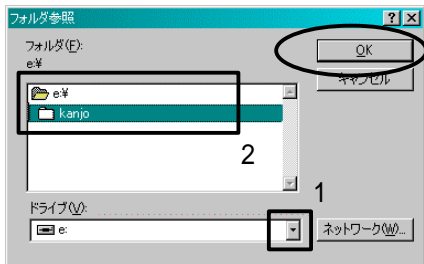 フォルダ参照
フォルダ(F):
e:¥
OK
キャンセル
e:¥
kanjo
2
1
ドライブ(V):
e:
ネットワーク(W)...